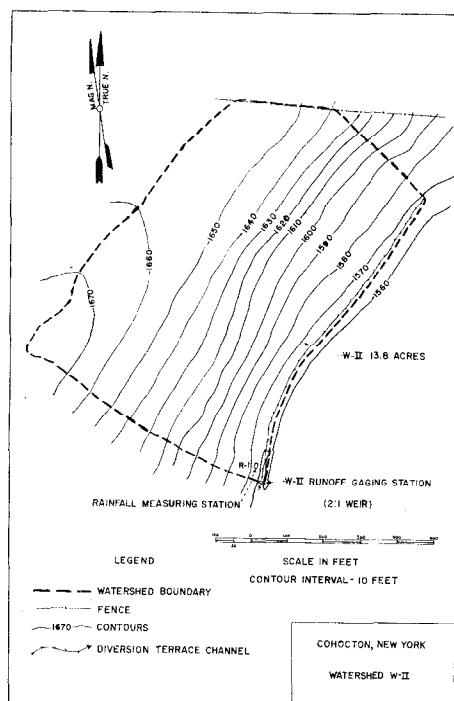 MAG N.
TRUE N.
1650
1640
1630
1620
1610
1600
1590
1580
1570
1560
1660
1670
W-II 13.8 ACRES
R-110
W-II RUNOFF GAGING STATION
RAINFALL MEASURING STATION
(2:1 WEIR)
LEGEND
SCALE IN FEET
CONTOUR INTERVAL - 10 FEET
WATERSHED BOUNDARY
FENCE
1670 CONTOURS
DIVERSION TERRACE CHANNEL
COHOCTON, NEW YORK
WATERSHED W-II